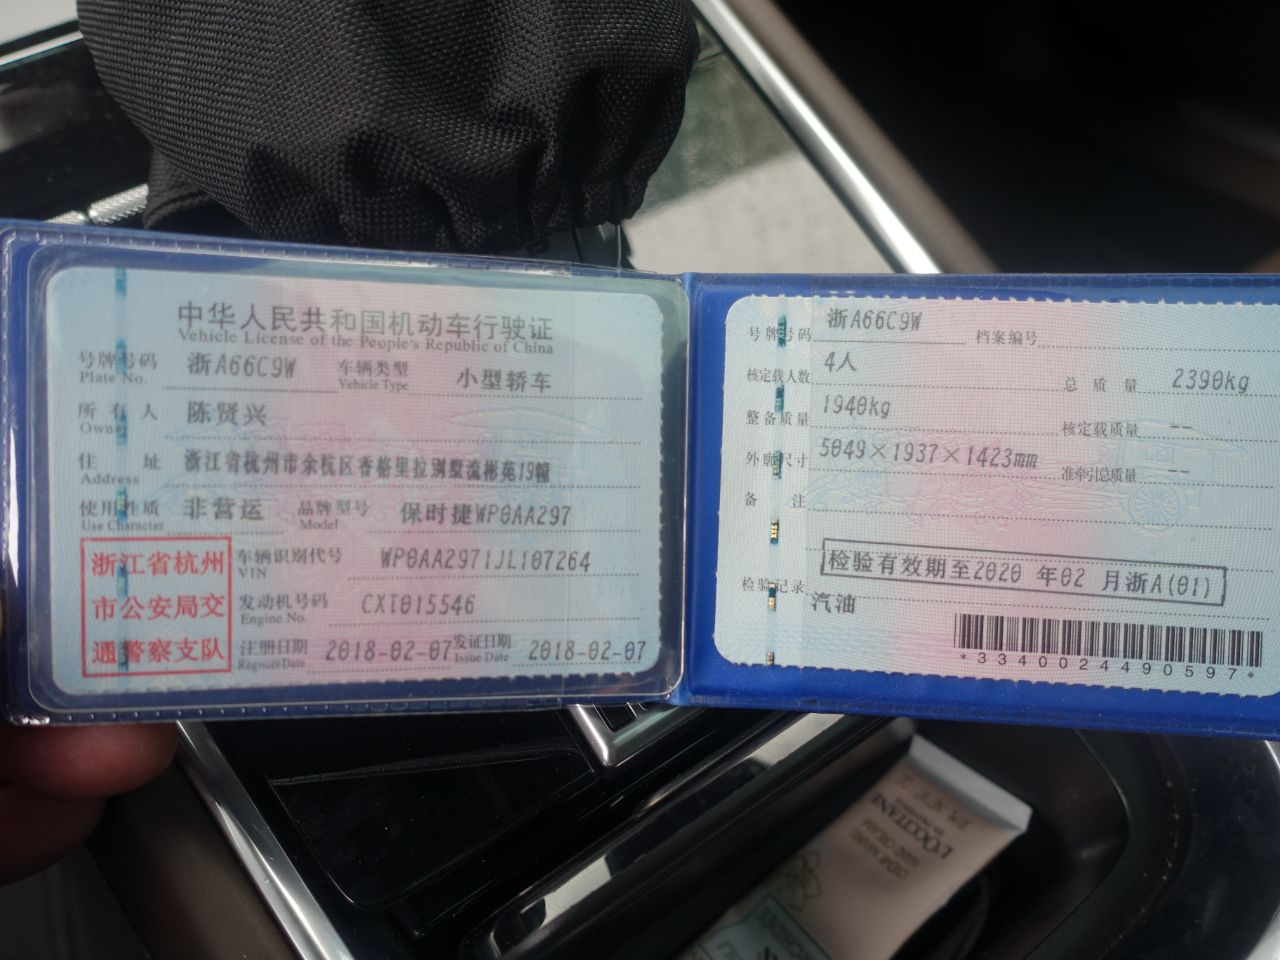 中华人民共和国机动车行驶证
Vehicle License of the People's Republic of China
号牌号码 浙A66C9W 车辆类型 小型轿车
Plate No. Vehicle Type
所有人 陈贤兴
Owner
住址 浙江省杭州市余杭区香格里拉别墅流彬苑19幢
Address
使用性质 非营运 品牌型号 保时捷WP0AA297
Use Character Model
浙江省杭州
市公安局交
通警察支队
车辆识别代号 WP0AA2971JL107264
VIN
发动机号码 CXT015546
Engine No.
注册日期 2018-02-07 发证日期 2018-02-07
Register Date Issue Date
号牌号码 浙A66C9W 档案编号
核定载人数 4人 总质量 2390kg
整备质量 1940kg 核定载质量 --
外廓尺寸 5049×1937×1423mm 准牵引总质量 --
备注
检验有效期至2020年02月浙A(01)
检验记录
汽油
*3340024490597*
L'OCCITANE
EN PROVENCE